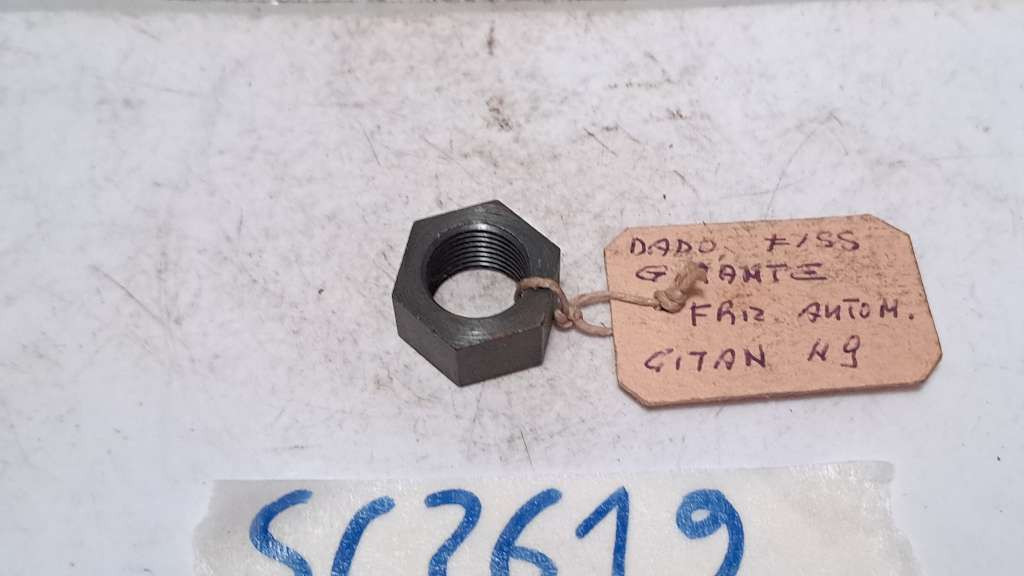 DADO FISS
GIRANTE
FRIZ. AUTOM.
GITAN N9
SC2619